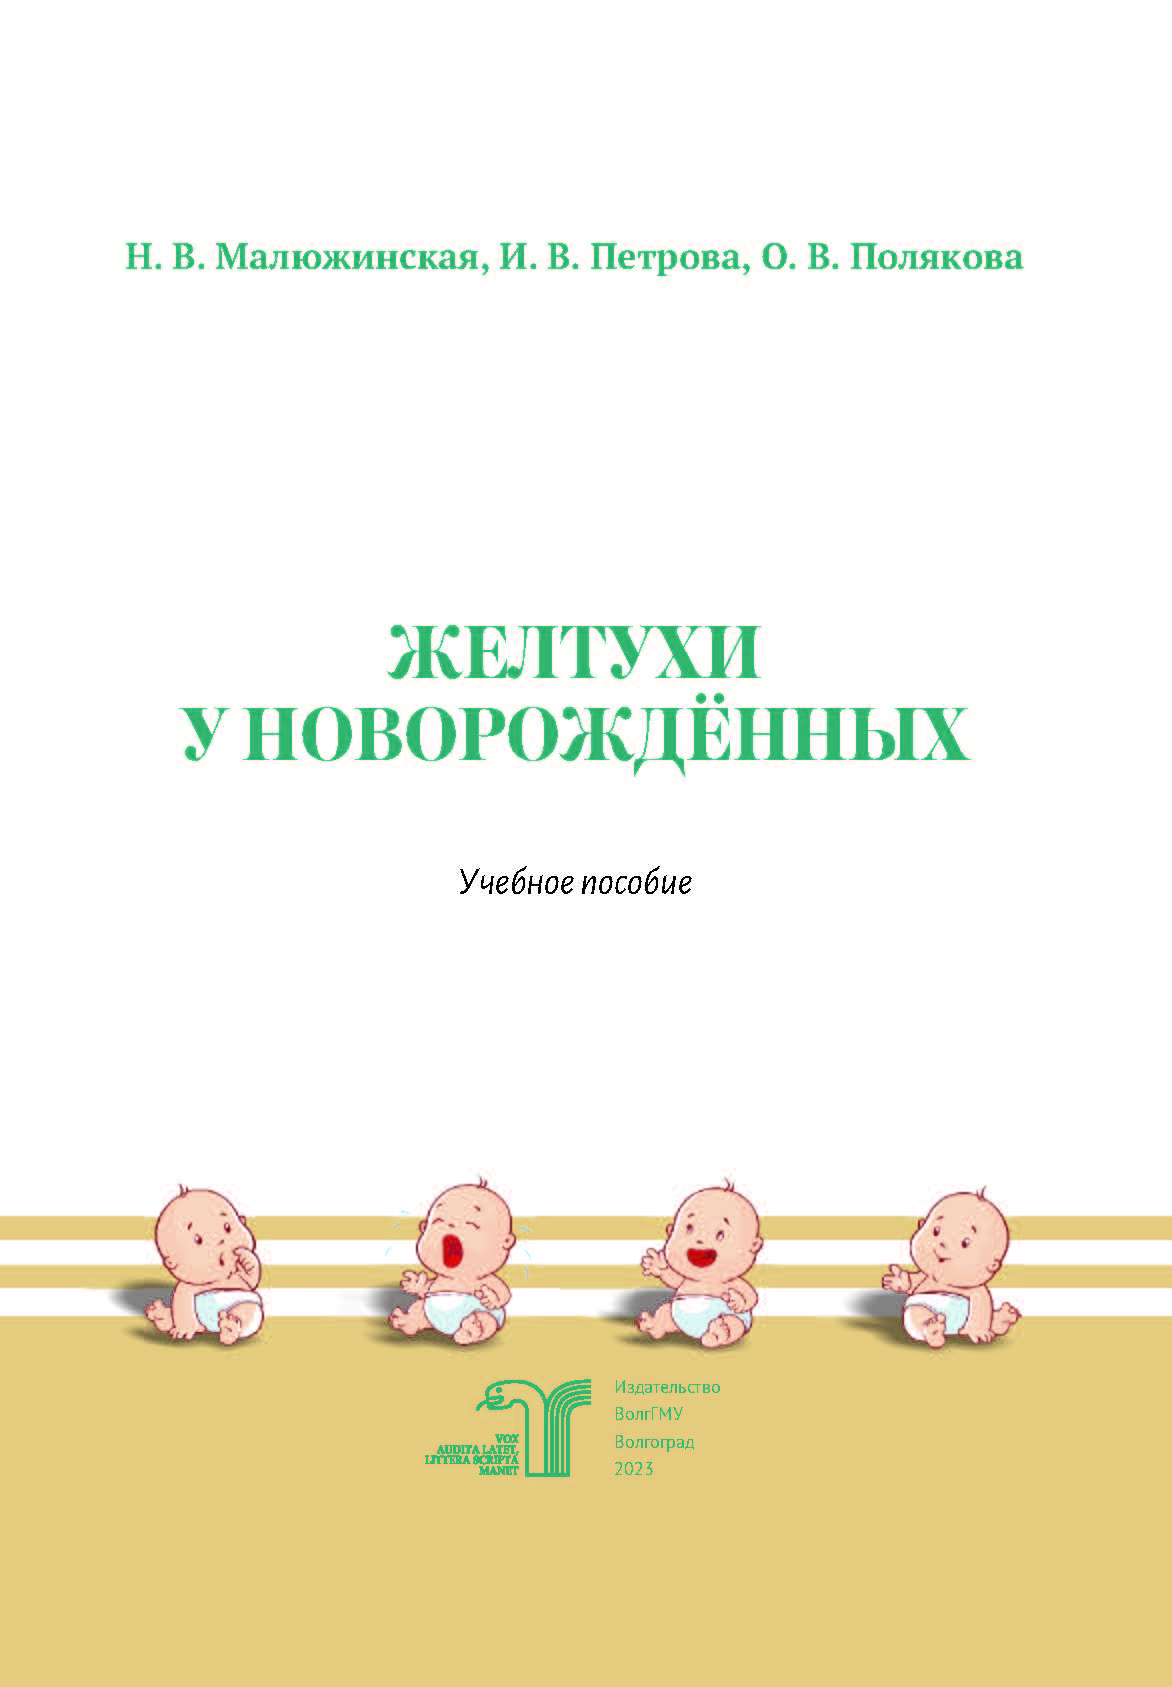 Н. В. Малюжинская, И. В. Петрова, О. В. Полякова
ЖЕЛТУХИ
У НОВОРОЖДЁННЫХ
Учебное пособие
VOX
AUDITA LATET,
LITTERA SCRIPTA
MANET
Издательство
ВолгГМУ
Волгоград
2023